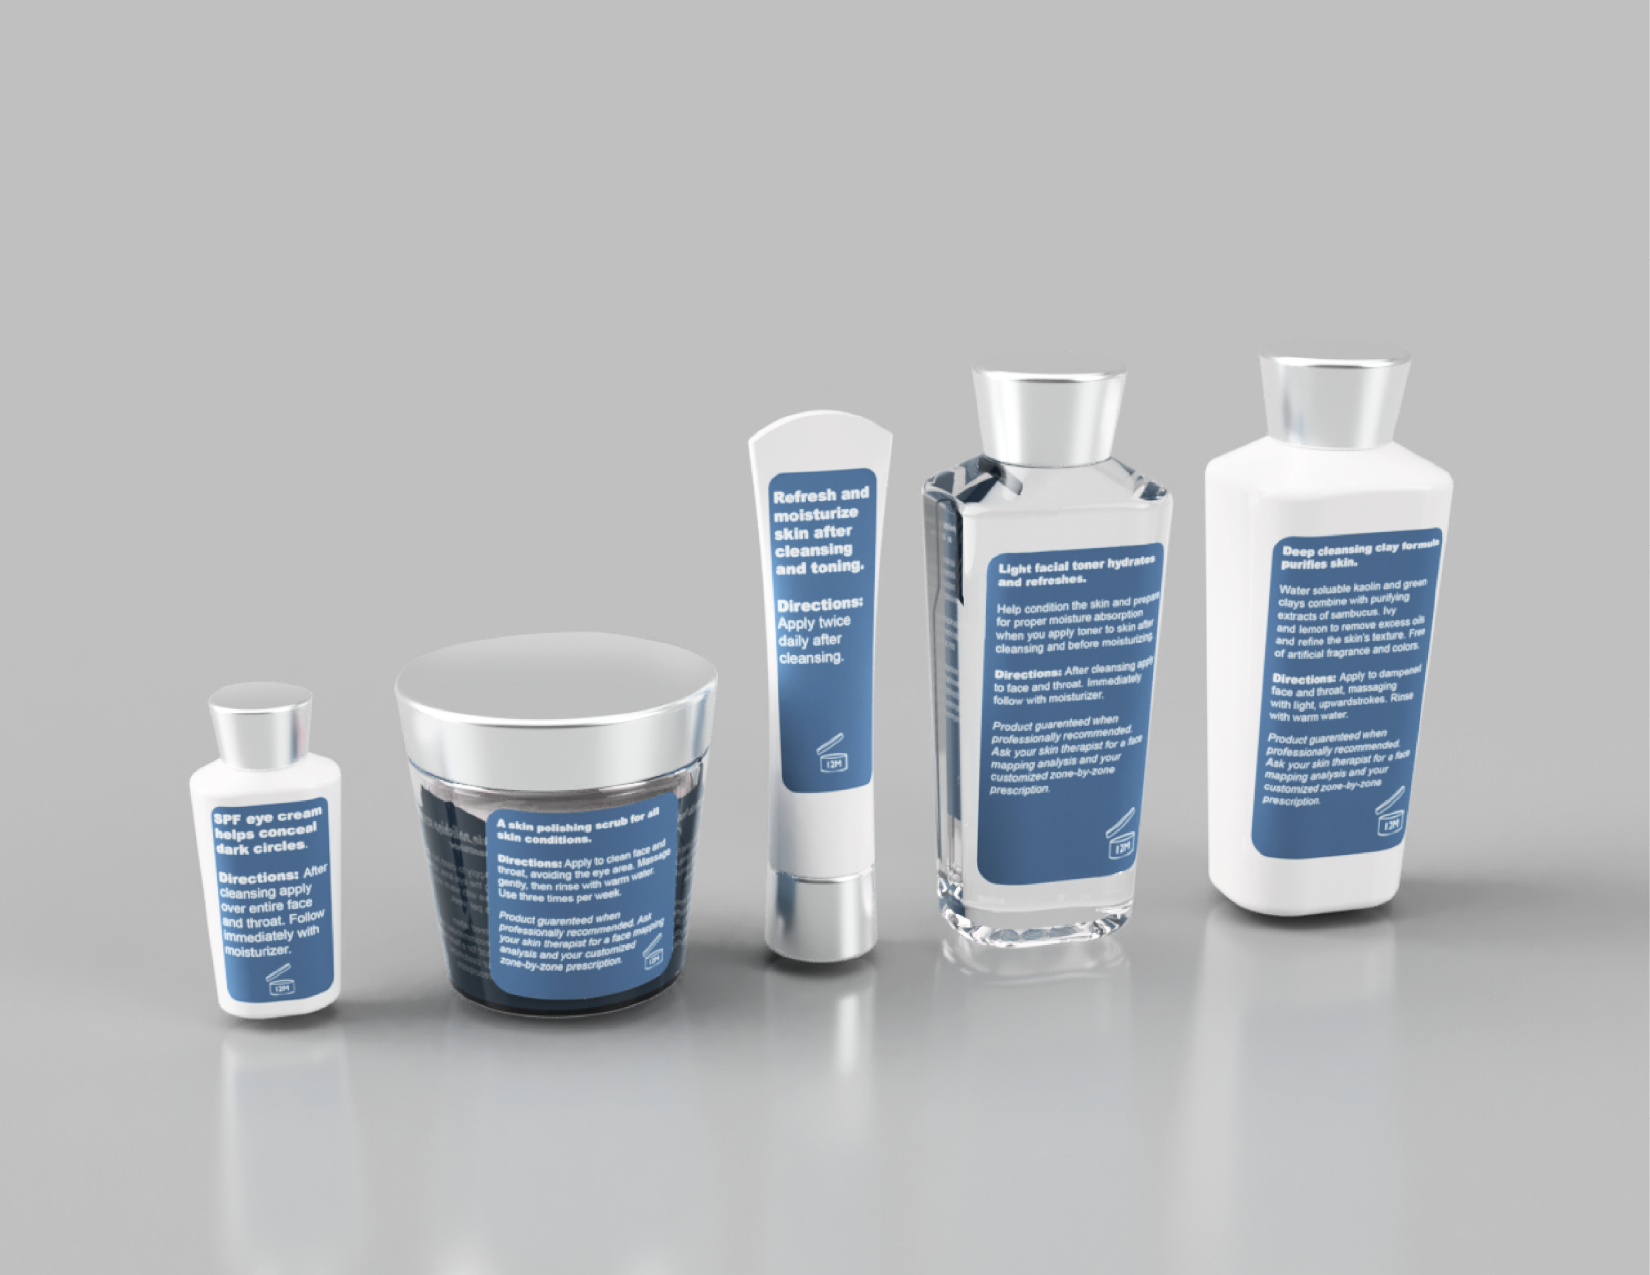 SPF eye cream
helps conceal
dark circles.
Directions: After
cleansing apply
over entire face
and throat. Follow
immediately with
moisturizer.
12M
A skin polishing scrub for all
skin conditions.
Directions: Apply to clean face and
throat, avoiding the eye area. Massage
gently, then rinse with warm water.
Use three times per week.
Product guarenteed when
professionally recommended. Ask
your skin therapist for a face mapping
analysis and your customized
zone-by-zone prescription.
12M
Refresh and
moisturize
skin after
cleansing
and toning.
Directions:
Apply twice
daily after
cleansing.
12M
Light facial toner hydrates
and refreshes.
Help condition the skin and prepare
for proper moisture absorption
when you apply toner to skin after
cleansing and before moisturizing.
Directions: After cleansing apply
to face and throat. Immediately
follow with moisturizer.
Product guarenteed when
professionally recommended.
Ask your skin therapist for a face
mapping analysis and your
customized zone-by-zone
prescription.
12M
Deep cleansing clay formula
purifies skin.
Water soluable kaolin and green
clays combine with purifying
extracts of sambucus. Ivy
and lemon to remove excess oils
and refine the skin's texture. Free
of artificial fragrance and colors.
Directions: Apply to dampened
face and throat, massaging
with light, upwardstrokes. Rinse
with warm water.
Product guarenteed when
professionally recommended.
Ask your skin therapist for a face
mapping analysis and your
customized zone-by-zone
prescription.
12M